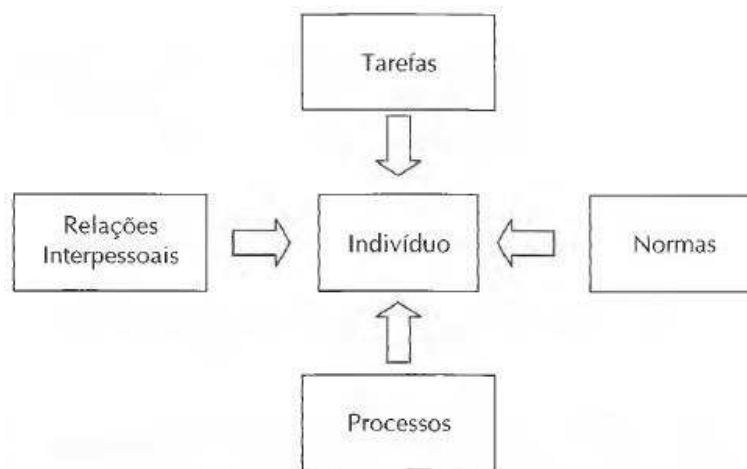 Tarefas
Relações
Interpessoais
Indivíduo
Normas
Processos